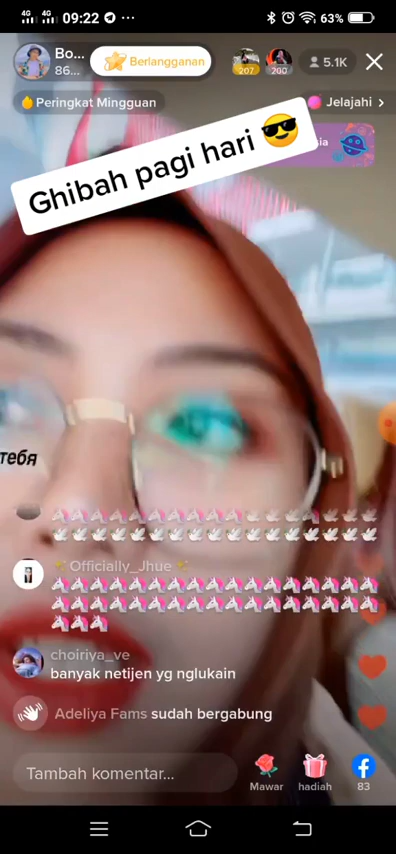 4G 4G 09:22 ... 63%
Bo...
86...
Berlangganan
207 200
5.1K
Peringkat Mingguan
Jelajahi >
sia
Ghibah pagi hari 😎
тебя
✨Officially_Jhue ✨
choiriya_ve
banyak netijen yg nglukain
Adeliya Fams sudah bergabung
Tambah komentar...
Mawar
hadiah
83